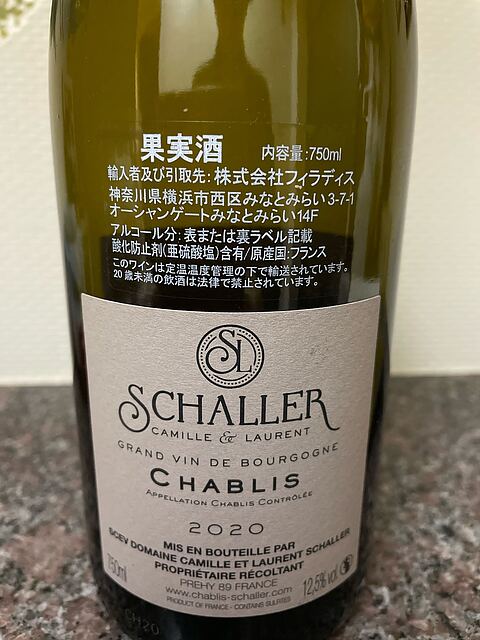 果実酒 内容量:750ml
輸入者及び引取先:株式会社フィラディス
神奈川県横浜市西区みなとみらい3-7-1
オーシャンゲートみなとみらい14F
アルコール分:表または裏ラベル記載
酸化防止剤(亜硫酸塩)含有/原産国:フランス
このワインは定温温度管理の下で輸送されています。
20歳未満の飲酒は法律で禁止されています。
SL
SCHALLER
CAMILLE & LAURENT
GRAND VIN DE BOURGOGNE
CHABLIS
APPELLATION CHABLIS CONTRÔLÉE
2020
MIS EN BOUTEILLE PAR
SCEV DOMAINE CAMILLE ET LAURENT SCHALLER
PROPRIÉTAIRE RÉCOLTANT
750ml PREHY 89 FRANCE 12,5% vol.
www.chablis-schaller.com
PRODUCT OF FRANCE - CONTAINS SULFITES